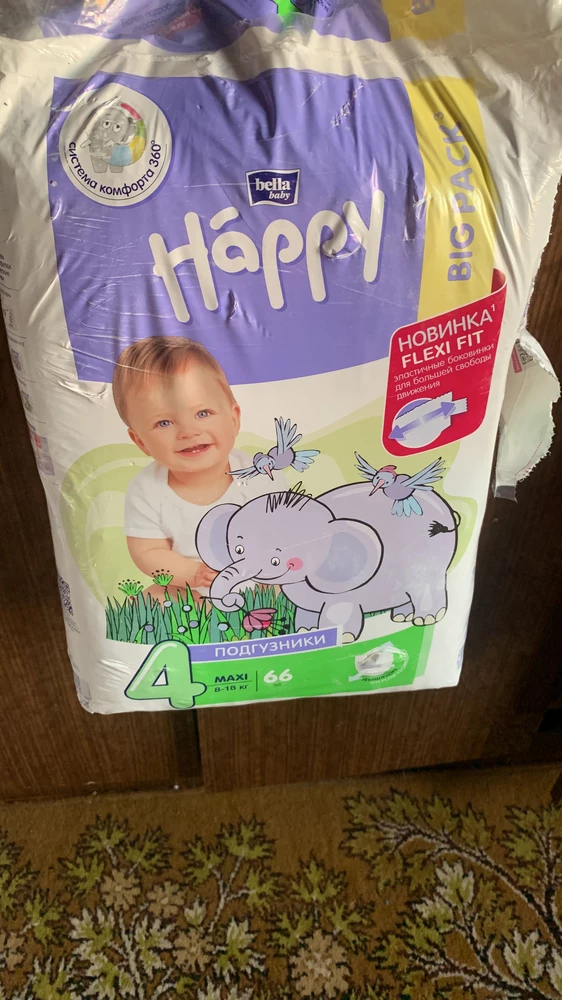 система комфорта 360°
bella
baby
Happy
BIG PACK
НОВИНКА¹
FLEXI FIT
эластичные боковинки
для большей свободы
движения
ПОДГУЗНИКИ
4
MAXI
8-18 кг
66